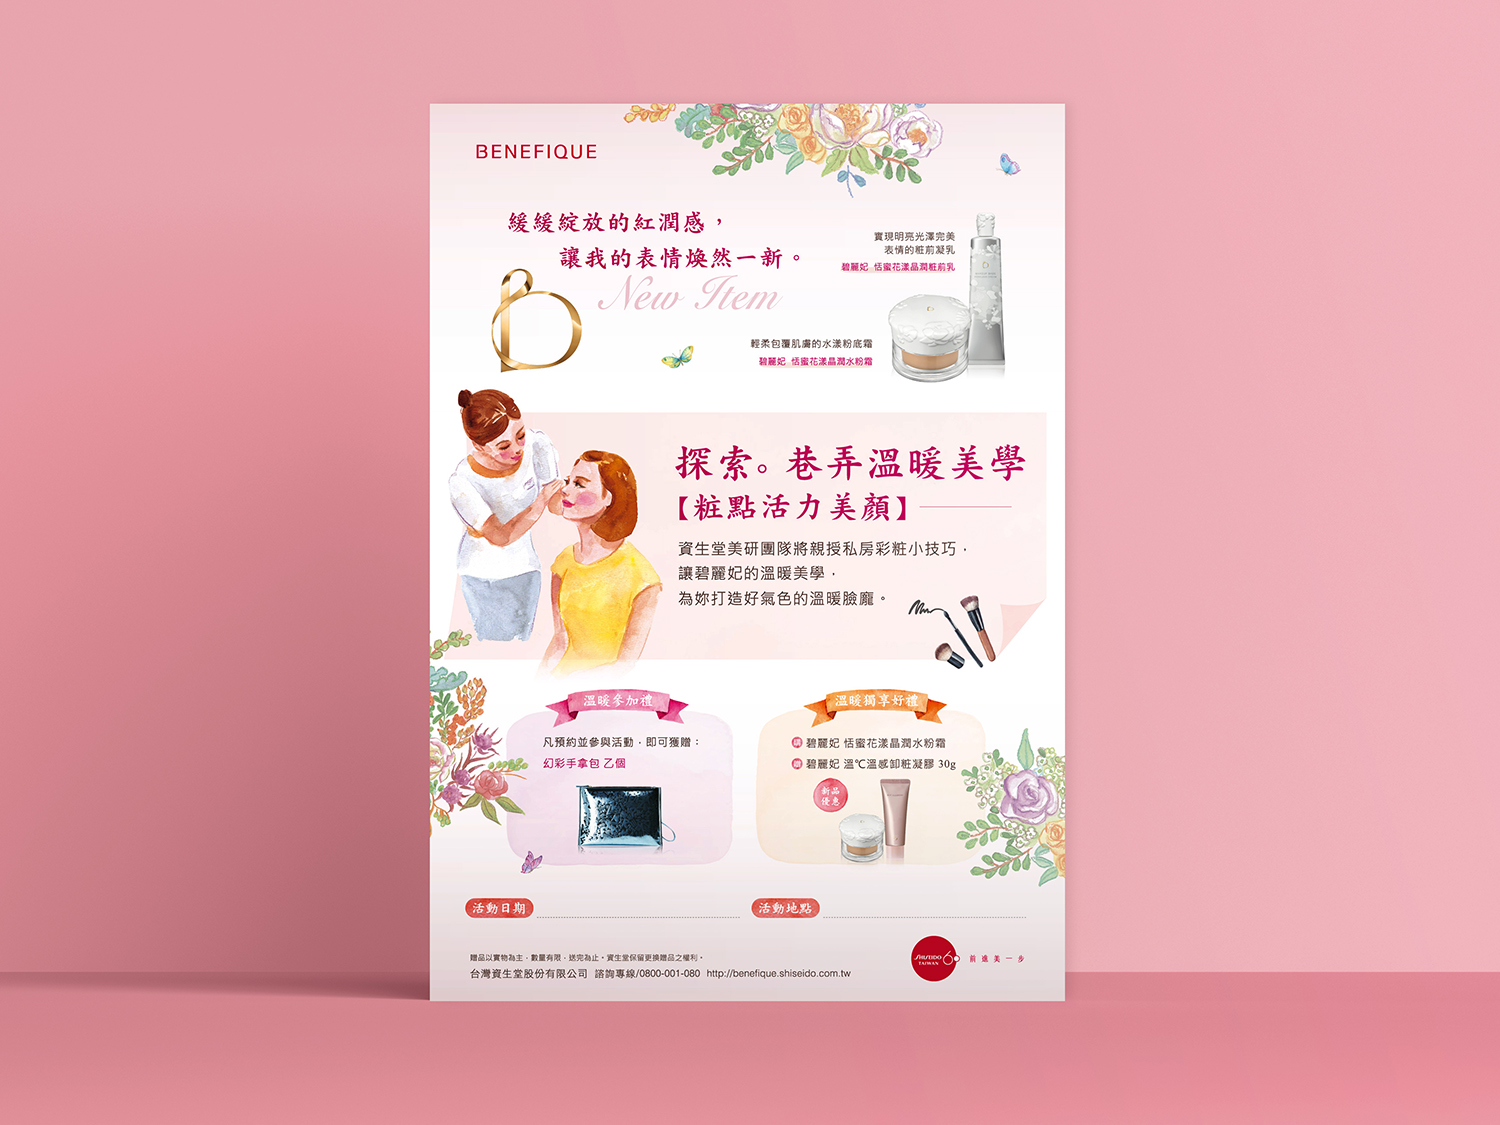 BENEFIQUE
緩緩綻放的紅潤感，
讓我的表情煥然一新。
New Item
實現明亮光澤完美
表情的粧前凝乳
碧麗妃 恬蜜花漾晶潤粧前乳
輕柔包覆肌膚的水漾粉底霜
碧麗妃 恬蜜花漾晶潤水粉霜
探索。巷弄溫暖美學
【粧點活力美顏】
資生堂美研團隊將親授私房彩粧小技巧，
讓碧麗妃的溫暖美學，
為妳打造好氣色的溫暖臉龐。
溫暖參加禮
凡預約並參與活動，即可獲贈：
幻彩手拿包 乙個
溫暖獨享好禮
碧麗妃 恬蜜花漾晶潤水粉霜
碧麗妃 溫℃溫感卸粧凝膠 30g
新品
優惠
活動日期
活動地點
贈品以實物為主，數量有限，送完為止。資生堂保留更換贈品之權利。
台灣資生堂股份有限公司 諮詢專線/0800-001-080 http://benefique.shiseido.com.tw
SHISEIDO
TAIWAN
60
前進美一步